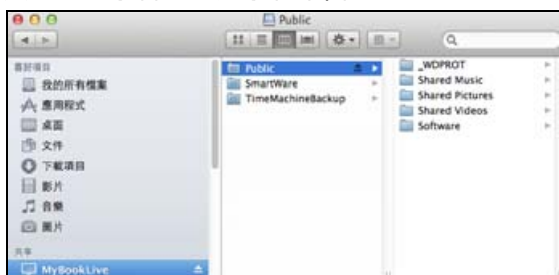 Public
喜好項目
我的所有檔案
應用程式
桌面
文件
下載項目
影片
音樂
圖片
共享
MyBookLive
Public
SmartWare
TimeMachineBackup
_WDPROT
Shared Music
Shared Pictures
Shared Videos
Software